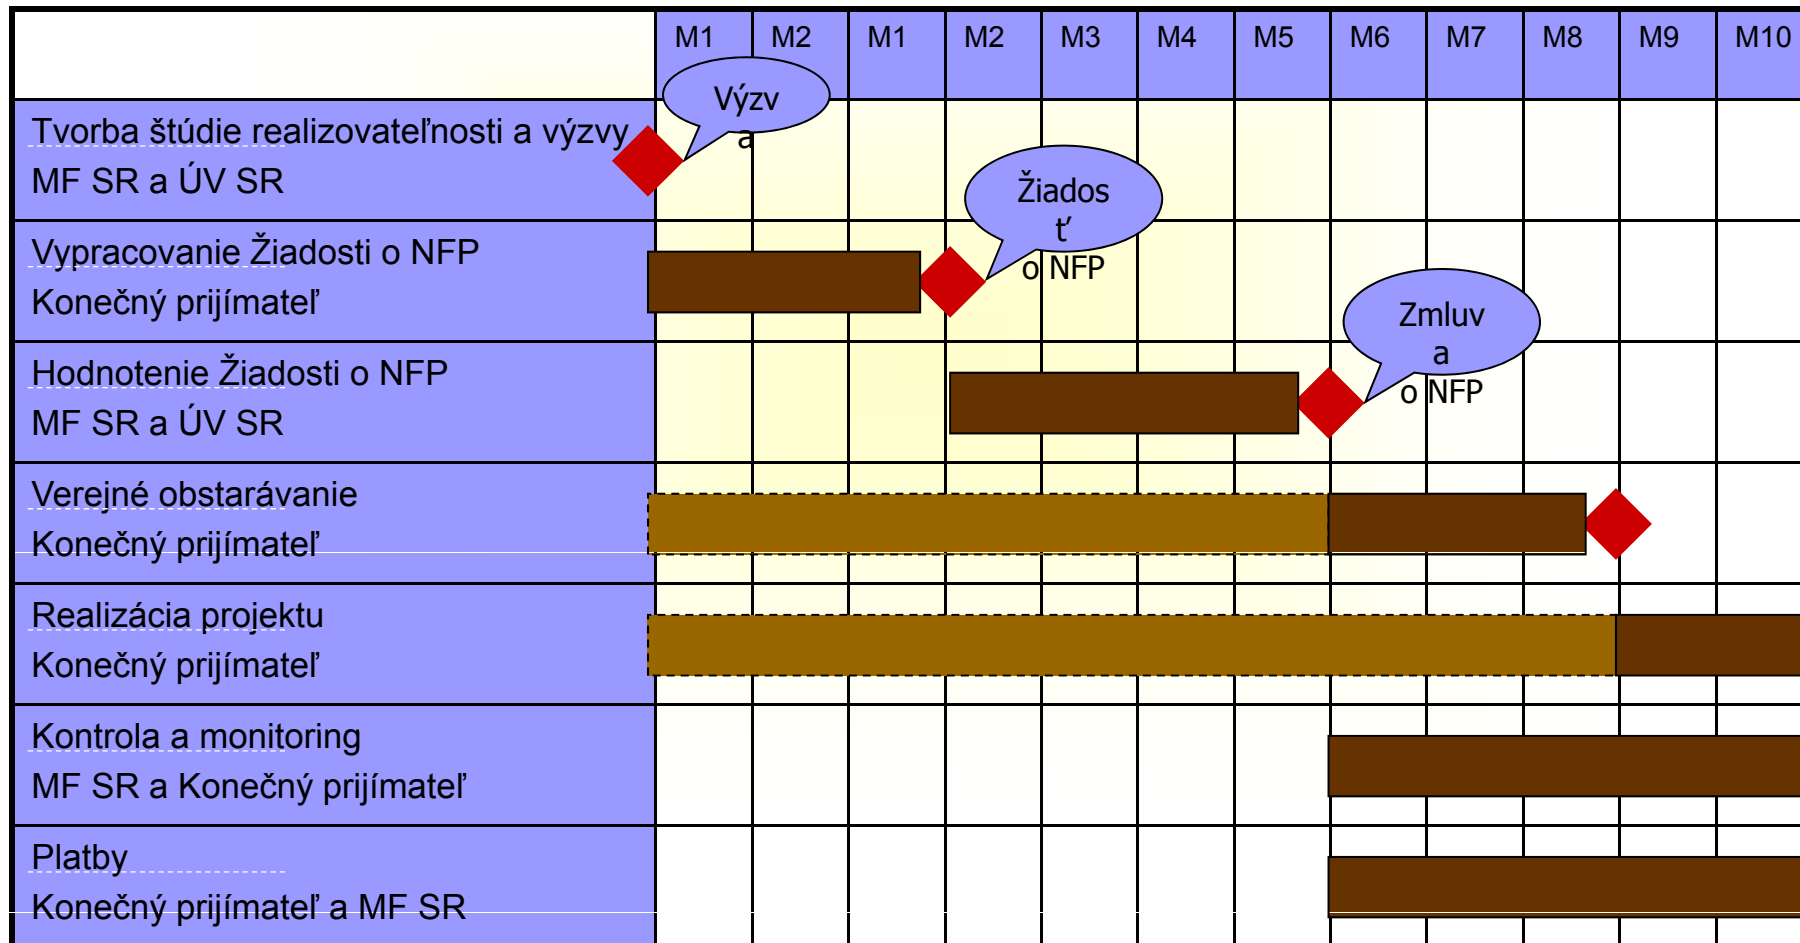 M1 M2 M1 M2 M3 M4 M5 M6 M7 M8 M9 M10
Výzv
a
Tvorba štúdie realizovateľnosti a výzvy
MF SR a ÚV SR
Žiados
ť
o NFP
Vypracovanie Žiadosti o NFP
Konečný prijímateľ
Zmluv
a
o NFP
Hodnotenie Žiadosti o NFP
MF SR a ÚV SR
Verejné obstarávanie
Konečný prijímateľ
Realizácia projektu
Konečný prijímateľ
Kontrola a monitoring
MF SR a Konečný prijímateľ
Platby
Konečný prijímateľ a MF SR